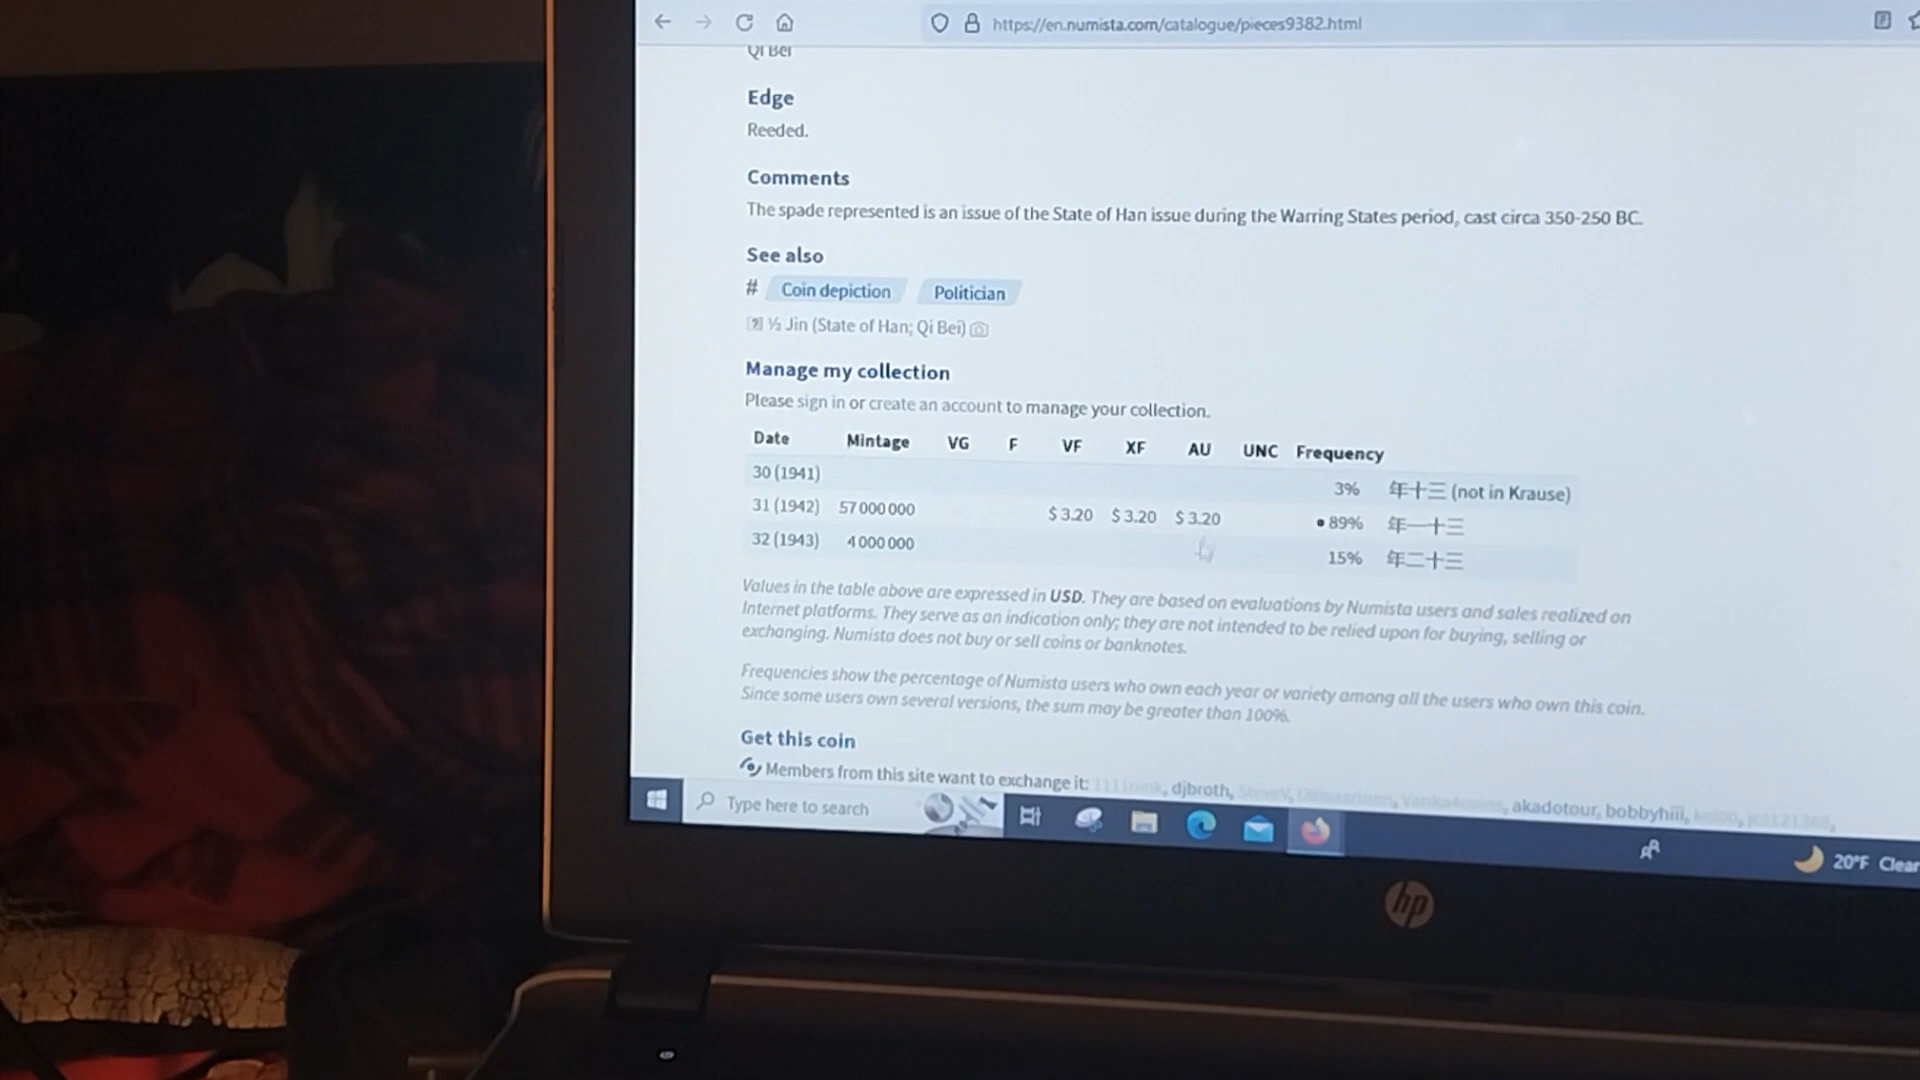 https://en.numista.com/catalogue/pieces9382.html
Qi Bei
Edge
Reeded.
Comments
The spade represented is an issue of the State of Han issue during the Warring States period, cast circa 350-250 BC.
See also
# Coin depiction Politician
½ Jin (State of Han; Qi Bei)
Manage my collection
Please sign in or create an account to manage your collection.
Date Mintage VG F VF XF AU UNC Frequency
30 (1941) 3% 年十三 (not in Krause)
31 (1942) 57 000 000 $ 3.20 $ 3.20 $ 3.20 89% 年一十三
32 (1943) 4 000 000 15% 年二十三
Values in the table above are expressed in USD. They are based on evaluations by Numista users and sales realized on
Internet platforms. They serve as an indication only; they are not intended to be relied upon for buying, selling or
exchanging. Numista does not buy or sell coins or banknotes.
Frequencies show the percentage of Numista users who own each year or variety among all the users who own this coin.
Since some users own several versions, the sum may be greater than 100%.
Get this coin
Members from this site want to exchange it: djbroth, akadotour, bobbyhiii,
Type here to search
20°F Clear
hp